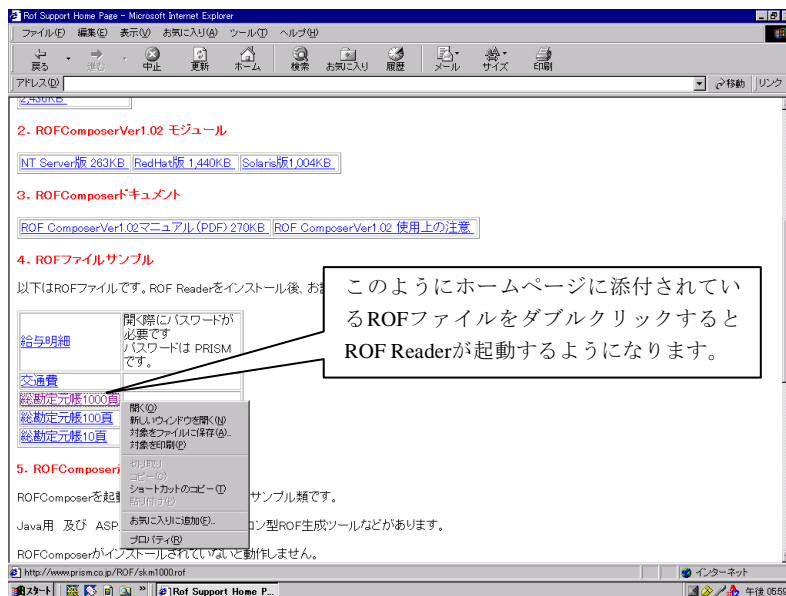 Rof Support Home Page - Microsoft Internet Explorer
ファイル(F) 編集(E) 表示(V) お気に入り(A) ツール(T) ヘルプ(H)
戻る 進む 中止 更新 ホーム 検索 お気に入り 履歴 メール サイズ 印刷
アドレス(D) 移動 リンク
2,430KB
2. ROFComposerVer1.02 モジュール
NT Server版 263KB RedHat版 1,440KB Solaris版1,004KB
3. ROFComposerドキュメント
ROF ComposerVer1.02マニュアル(PDF) 270KB ROF ComposerVer1.02 使用上の注意
4. ROFファイルサンプル
以下はROFファイルです。ROF Readerをインストール後、お
このようにホームページに添付されてい
るROFファイルをダブルクリックすると
ROF Readerが起動するようになります。
給与明細
開く際にパスワードが
必要です
パスワードは PRISM
です。
交通費
総勘定元帳1000頁
総勘定元帳100頁
総勘定元帳10頁
開く(O)
新しいウィンドウを開く(N)
対象をファイルに保存(A)...
対象を印刷(P)
切り取り
コピー(C)
ショートカットのコピー(T)
貼り付け(P)
お気に入りに追加(F)...
プロパティ(R)
5. ROFComposer
ROFComposerを起 サンプル類です。
Java用 及び ASP コン型ROF生成ツールなどがあります。
ROFComposerがインストールされていないと動作しません。
http://www.prism.co.jp/ROF/skm1000.rof インターネット
スタート Rof Support Home P... 午後 05:59